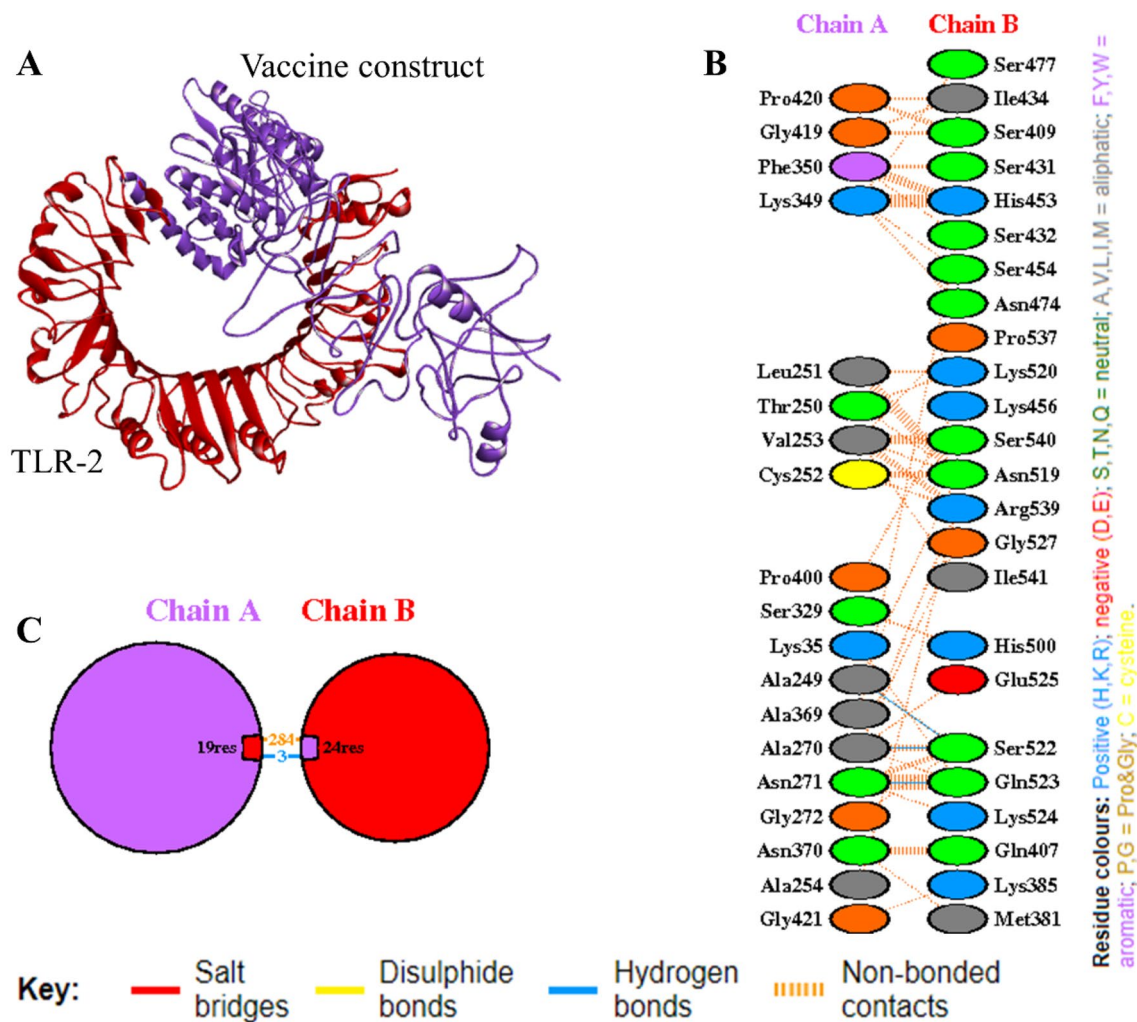 A
Vaccine construct
TLR-2
B
Chain A
Chain B
Ser477
Pro420
Ile434
Gly419
Ser409
Phe350
Ser431
Lys349
His453
Ser432
Ser454
Asn474
Pro537
Leu251
Lys520
Thr250
Lys456
Val253
Ser540
Cys252
Asn519
Arg539
Gly527
Pro400
Ile541
Ser329
Lys35
His500
Ala249
Glu525
Ala369
Ala270
Ser522
Asn271
Gln523
Gly272
Lys524
Asn370
Gln407
Ala254
Lys385
Gly421
Met381
Residue colours: Positive (H,K,R); negative (D,E); S,T,N,Q = neutral; A,V,L,I,M = aliphatic; F,Y,W =
aromatic; P,G = Pro&Gly; C = cysteine.
C
Chain A
Chain B
19res
284
3
24res
Key:
Salt
bridges
Disulphide
bonds
Hydrogen
bonds
Non-bonded
contacts